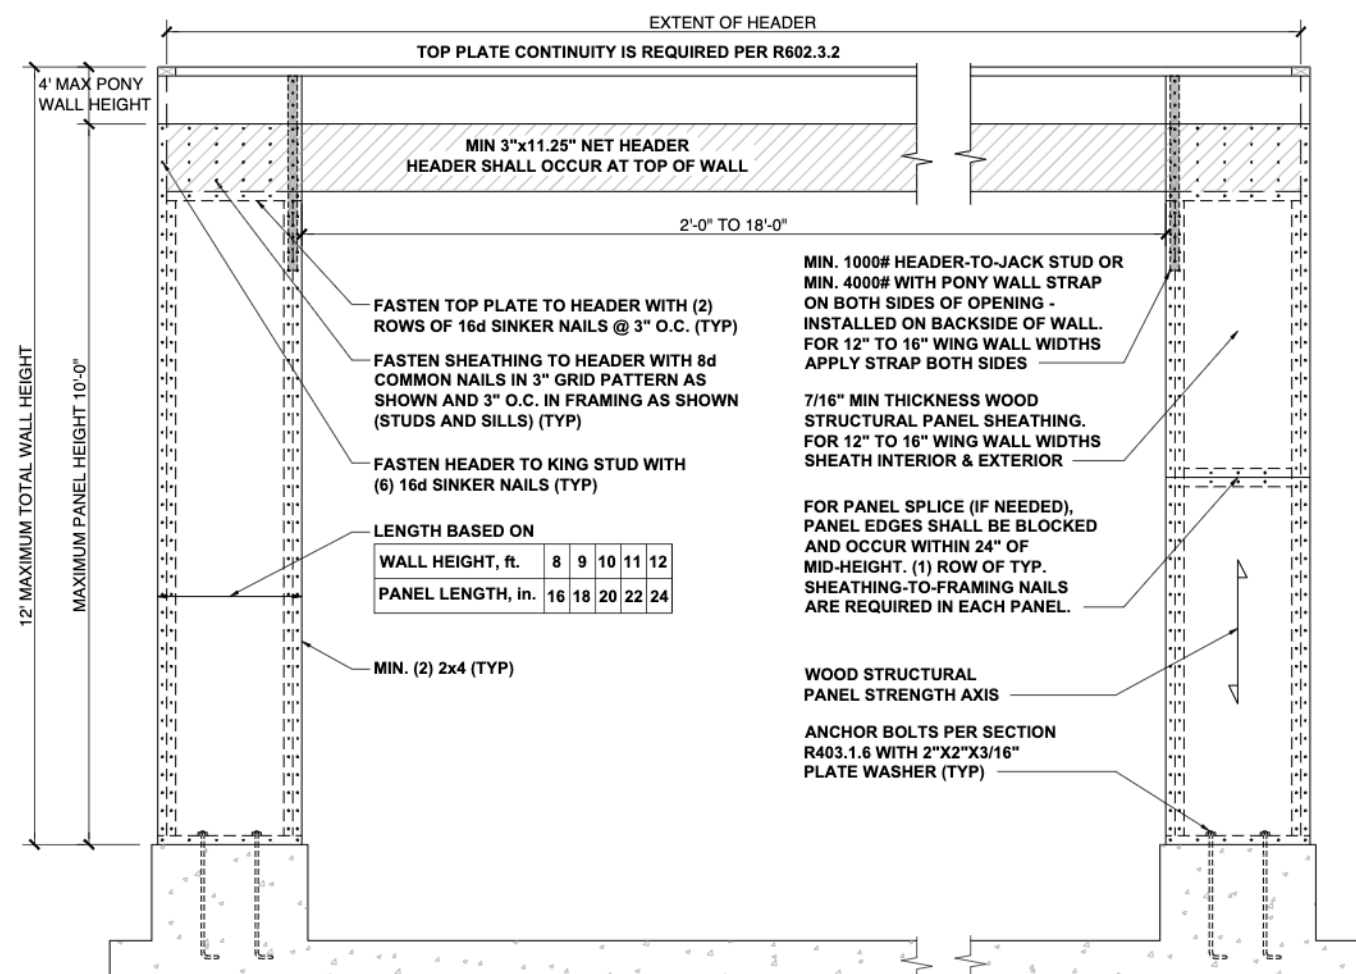 EXTENT OF HEADER
TOP PLATE CONTINUITY IS REQUIRED PER R602.3.2
4' MAX PONY
WALL HEIGHT
MIN 3"x11.25" NET HEADER
HEADER SHALL OCCUR AT TOP OF WALL
2'-0" TO 18'-0"
12' MAXIMUM TOTAL WALL HEIGHT
MAXIMUM PANEL HEIGHT 10'-0"
FASTEN TOP PLATE TO HEADER WITH (2)
ROWS OF 16d SINKER NAILS @ 3" O.C. (TYP)
FASTEN SHEATHING TO HEADER WITH 8d
COMMON NAILS IN 3" GRID PATTERN AS
SHOWN AND 3" O.C. IN FRAMING AS SHOWN
(STUDS AND SILLS) (TYP)
FASTEN HEADER TO KING STUD WITH
(6) 16d SINKER NAILS (TYP)
LENGTH BASED ON
WALL HEIGHT, ft. 8 9 10 11 12
PANEL LENGTH, in. 16 18 20 22 24
MIN. (2) 2x4 (TYP)
MIN. 1000# HEADER-TO-JACK STUD OR
MIN. 4000# WITH PONY WALL STRAP
ON BOTH SIDES OF OPENING -
INSTALLED ON BACKSIDE OF WALL.
FOR 12" TO 16" WING WALL WIDTHS
APPLY STRAP BOTH SIDES
7/16" MIN THICKNESS WOOD
STRUCTURAL PANEL SHEATHING.
FOR 12" TO 16" WING WALL WIDTHS
SHEATH INTERIOR & EXTERIOR
FOR PANEL SPLICE (IF NEEDED),
PANEL EDGES SHALL BE BLOCKED
AND OCCUR WITHIN 24" OF
MID-HEIGHT. (1) ROW OF TYP.
SHEATHING-TO-FRAMING NAILS
ARE REQUIRED IN EACH PANEL.
WOOD STRUCTURAL
PANEL STRENGTH AXIS
ANCHOR BOLTS PER SECTION
R403.1.6 WITH 2"X2"X3/16"
PLATE WASHER (TYP)